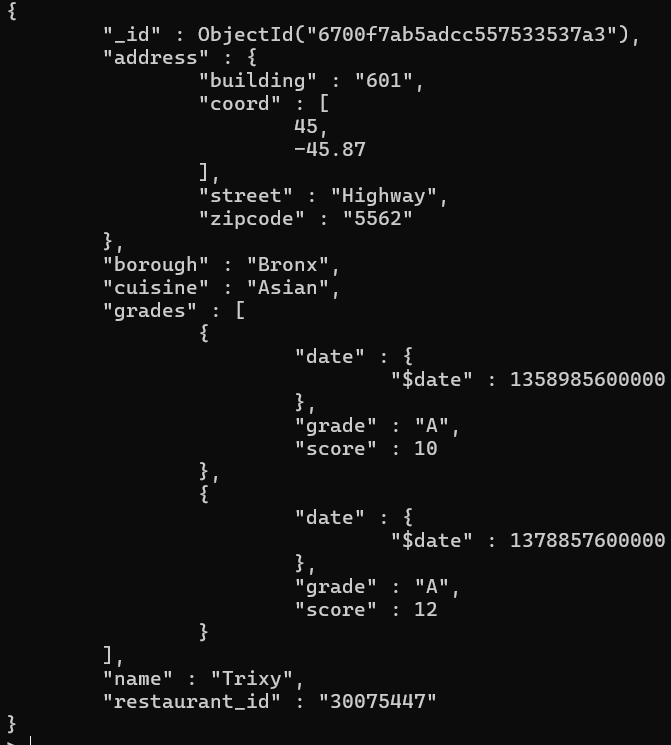 {
"_id" : ObjectId("6700f7ab5adcc557533537a3"),
"address" : {
"building" : "601",
"coord" : [
45,
-45.87
],
"street" : "Highway",
"zipcode" : "5562"
},
"borough" : "Bronx",
"cuisine" : "Asian",
"grades" : [
{
"date" : {
"$date" : 1358985600000
},
"grade" : "A",
"score" : 10
},
{
"date" : {
"$date" : 1378857600000
},
"grade" : "A",
"score" : 12
}
],
"name" : "Trixy",
"restaurant_id" : "30075447"
}
>